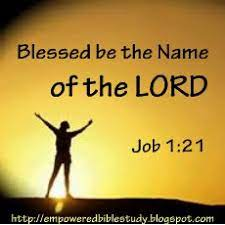 Blessed be the Name
of the LORD
Job 1:21
http://empoweredbiblestudy.blogspot.com